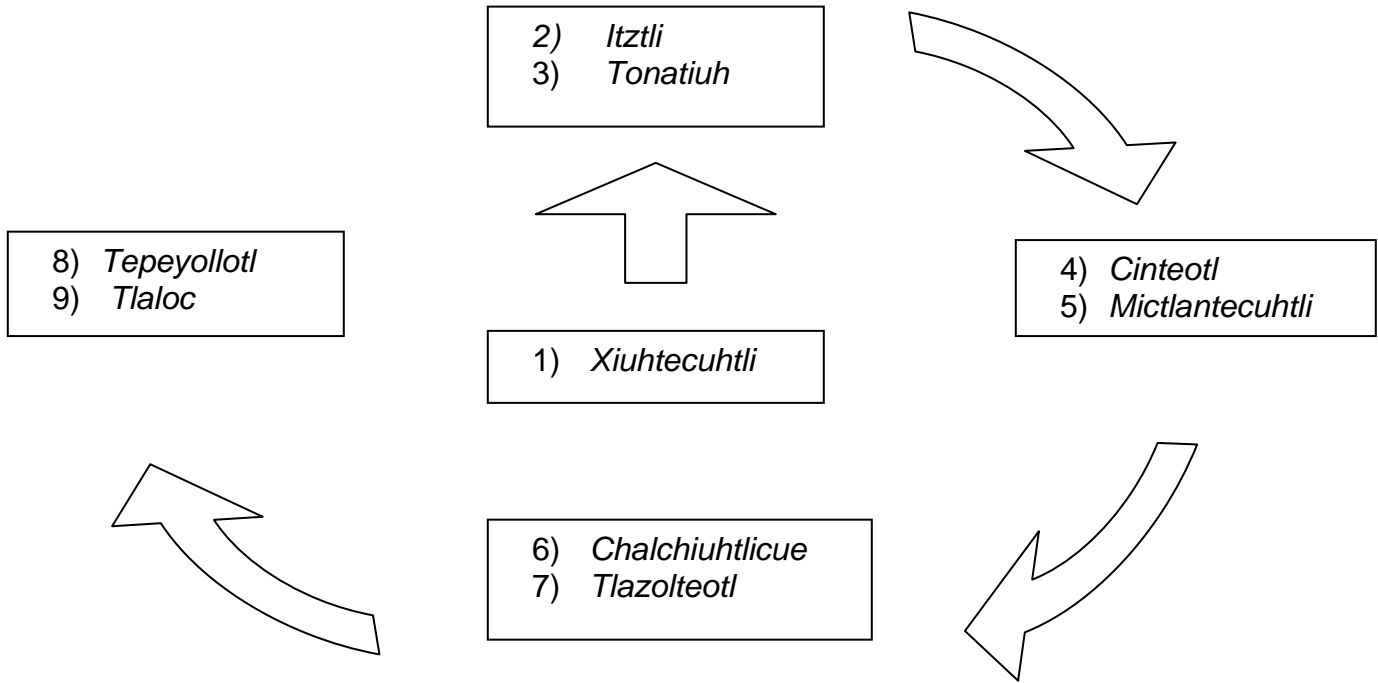 2) Itztli
3) Tonatiuh
8) Tepeyollotl
9) Tlaloc
4) Cinteotl
5) Mictlantecuhtli
1) Xiuhtecuhtli
6) Chalchiuhtlicue
7) Tlazolteotl